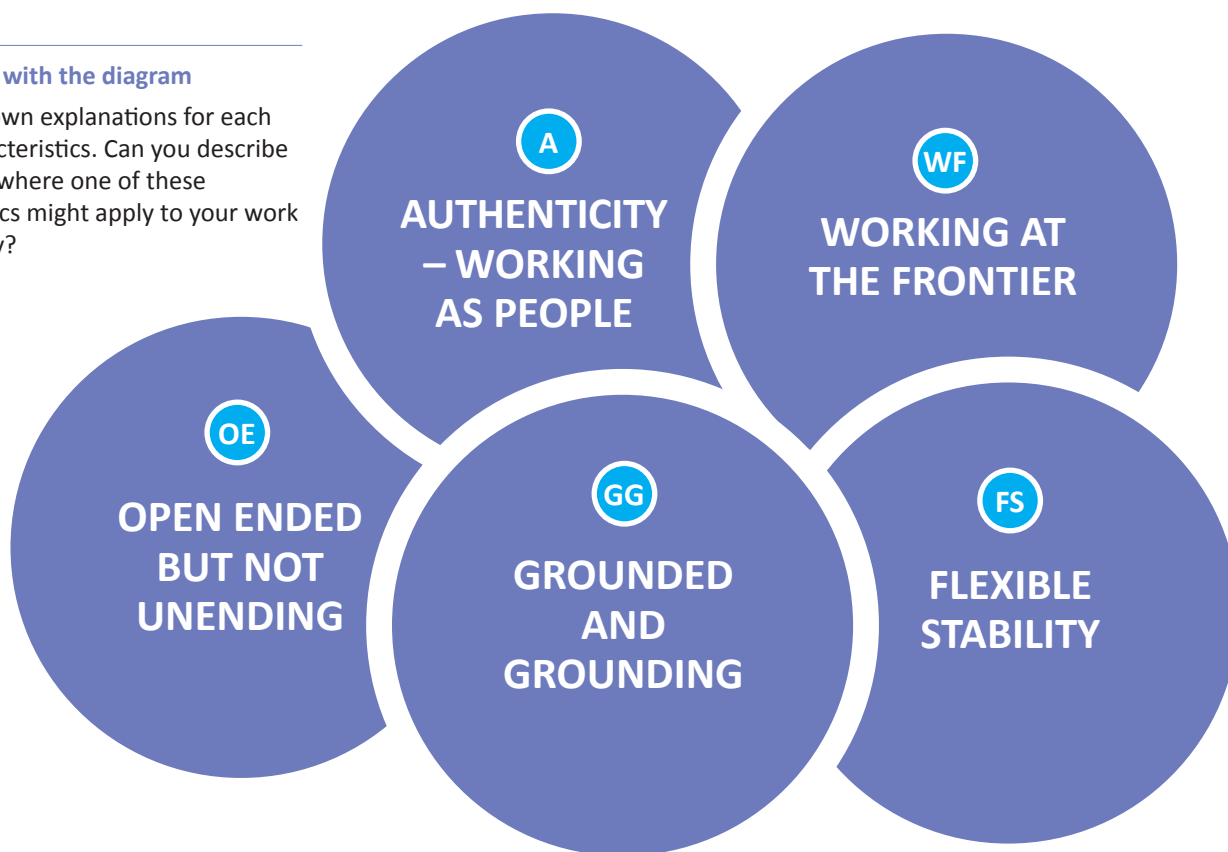 with the diagram
wn explanations for each
cteristics. Can you describe
where one of these
cs might apply to your work
?
A
AUTHENTICITY
– WORKING
AS PEOPLE
WF
WORKING AT
THE FRONTIER
OE
OPEN ENDED
BUT NOT
UNENDING
GG
GROUNDED
AND
GROUNDING
FS
FLEXIBLE
STABILITY